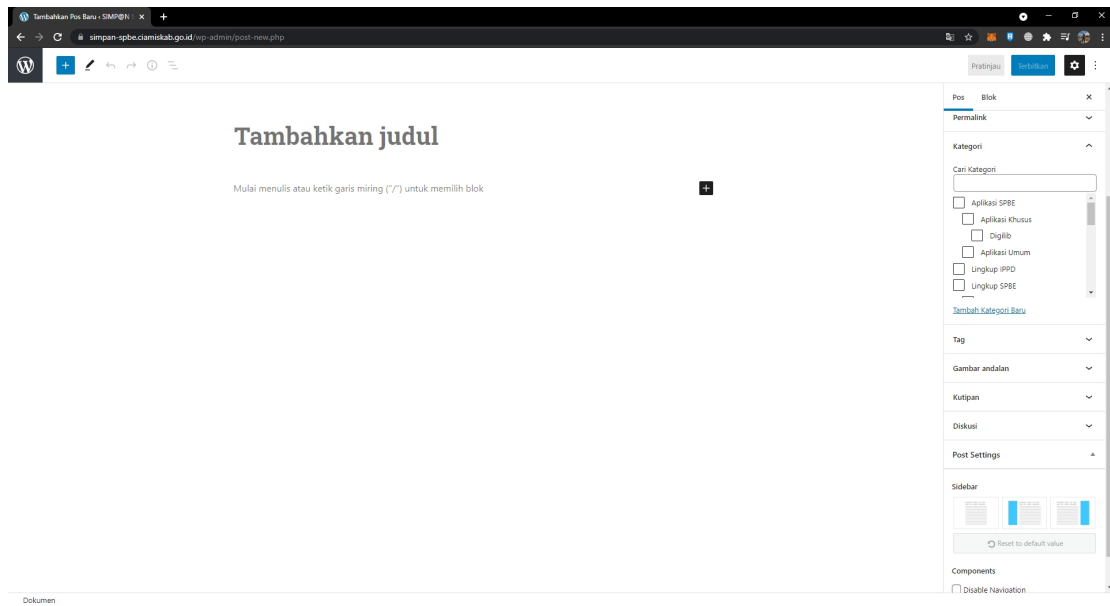 Tambahkan Pos Baru ‹ SIMP@N
simpan-spbe.ciamiskab.go.id/wp-admin/post-new.php
Pratinjau
Terbitkan
Pos
Blok
Permalink
Tambahkan judul
Kategori
Cari Kategori
Mulai menulis atau ketik garis miring ("/") untuk memilih blok
Aplikasi SPBE
Aplikasi Khusus
Digilib
Aplikasi Umum
Lingkup IPPD
Lingkup SPBE
Tambah Kategori Baru
Tag
Gambar andalan
Kutipan
Diskusi
Post Settings
Sidebar
Reset to default value
Components
Disable Navigation
Dokumen